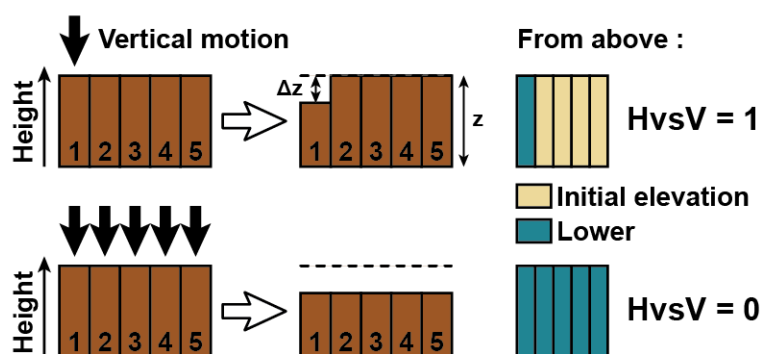 Vertical motion
From above :
Height
1 2 3 4 5
Δz
1 2 3 4 5
z
HvsV = 1
Initial elevation
Lower
Height
1 2 3 4 5
1 2 3 4 5
HvsV = 0